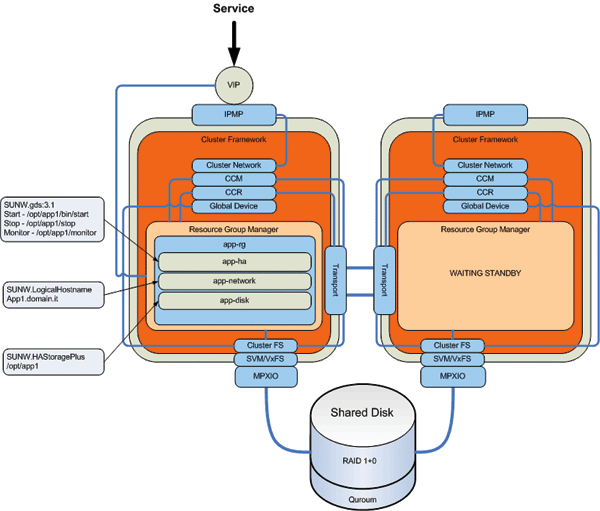 Service
VIP
IPMP
IPMP
Cluster Framework
Cluster Framework
Cluster Network
CCM
CCR
Global Device
Cluster Network
CCM
CCR
Global Device
SUNW.gds:3.1
Start - /opt/app1/bin/start
Stop - /opt/app1/stop
Monitor - /opt/app1/monitor
Resource Group Manager
app-rg
app-ha
app-network
app-disk
Resource Group Manager
WAITING STANDBY
Transport
Transport
SUNW.LogicalHostname
App1.domain.it
SUNW.HAStoragePlus
/opt/app1
Cluster FS
SVM/VxFS
MPXIO
Cluster FS
SVM/VxFS
MPXIO
Shared Disk
RAID 1+0
Quroum